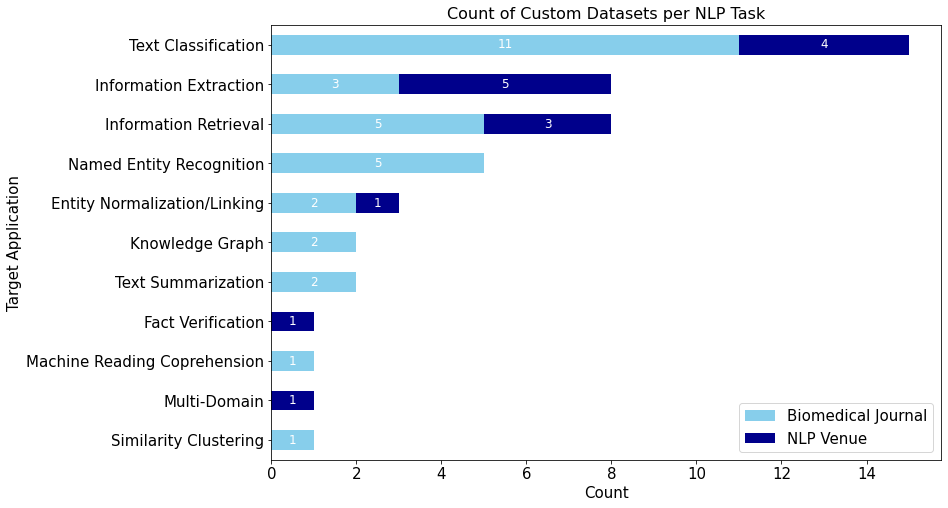 Count of Custom Datasets per NLP Task
Target Application
Text Classification 11 4
Information Extraction 3 5
Information Retrieval 5 3
Named Entity Recognition 5
Entity Normalization/Linking 2 1
Knowledge Graph 2
Text Summarization 2
Fact Verification 1
Machine Reading Coprehension 1
Multi-Domain 1
Similarity Clustering 1
Biomedical Journal
NLP Venue
0 2 4 6 8 10 12 14
Count